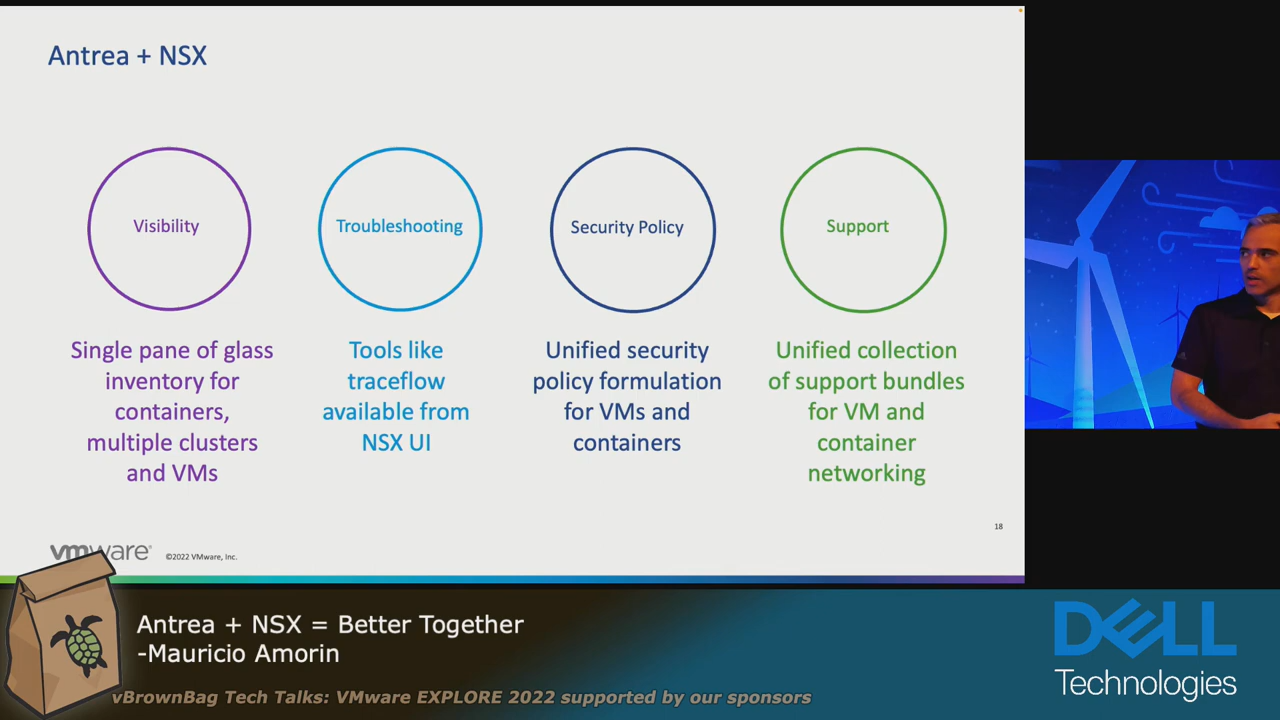 Antrea + NSX
Visibility
Troubleshooting
Security Policy
Support
Single pane of glass
inventory for
containers,
multiple clusters
and VMs
Tools like
traceflow
available from
NSX UI
Unified security
policy formulation
for VMs and
containers
Unified collection
of support bundles
for VM and
container
networking
18
vmware®
©2022 VMware, Inc.
Antrea + NSX = Better Together
-Mauricio Amorin
vBrownBag Tech Talks: VMware EXPLORE 2022 supported by our sponsors
DELL
Technologies